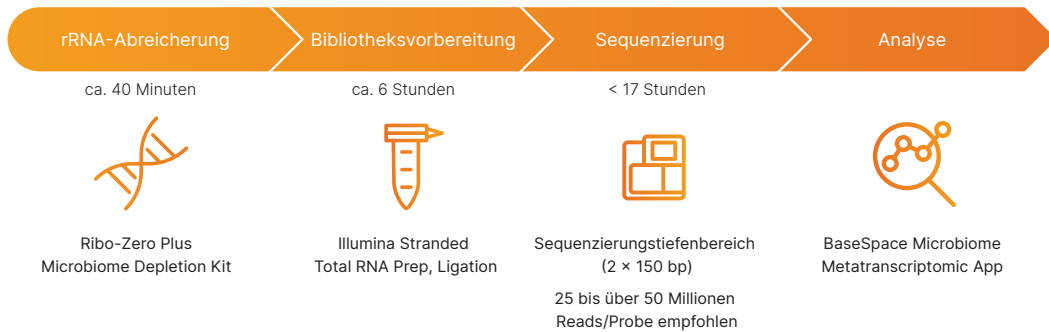 rRNA-Abreicherung
Bibliotheksvorbereitung
Sequenzierung
Analyse
ca. 40 Minuten
ca. 6 Stunden
< 17 Stunden
Ribo-Zero Plus
Microbiome Depletion Kit
Illumina Stranded
Total RNA Prep, Ligation
Sequenzierungstiefenbereich
(2 × 150 bp)
25 bis über 50 Millionen
Reads/Probe empfohlen
BaseSpace Microbiome
Metatranscriptomic App